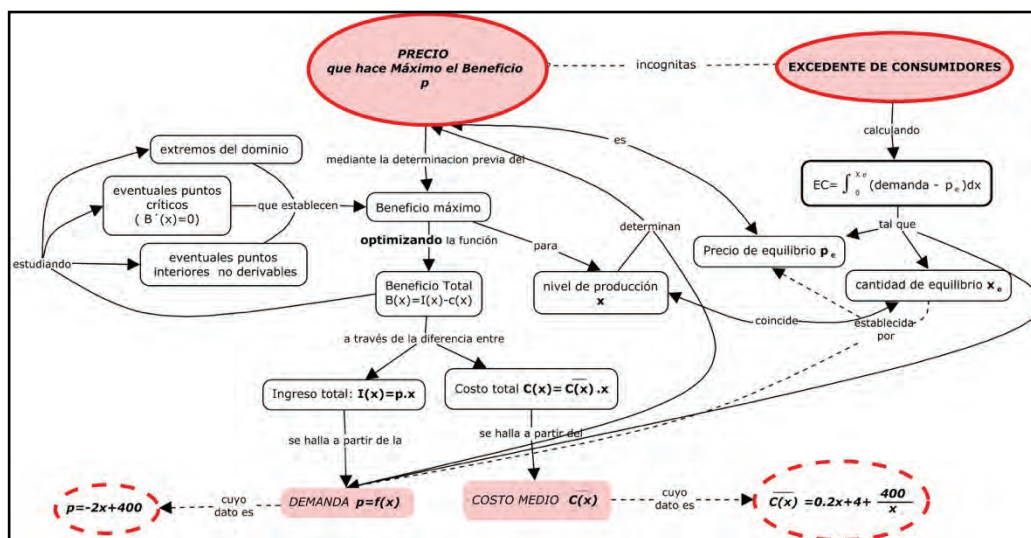 PRECIO
que hace Máximo el Beneficio
p
incognitas
EXCEDENTE DE CONSUMIDORES
calculando
es
extremos del dominio
mediante la determinacion previa del
EC= ∫ₒˣᵉ (demanda - pₑ)dx
eventuales puntos
críticos
( B´(x)=0)
que establecen
Beneficio máximo
tal que
determinan
optimizando la función
para
Precio de equilibrio pₑ
estudiando
eventuales puntos
interiores no derivables
Beneficio Total
B(x)=I(x)-c(x)
nivel de producción
x
cantidad de equilibrio xₑ
coincide
establecida
por
a través de la diferencia entre
Ingreso total: I(x)=p.x
Costo total C(x)=C̅(̅x̅)̅.x
se halla a partir de la
se halla a partir del
p=-2x+400
cuyo
dato es
DEMANDA p=f(x)
COSTO MEDIO C̅(̅x̅)̅
cuyo
dato es
C̅(̅x̅)̅ =0.2x+4+ 400/x